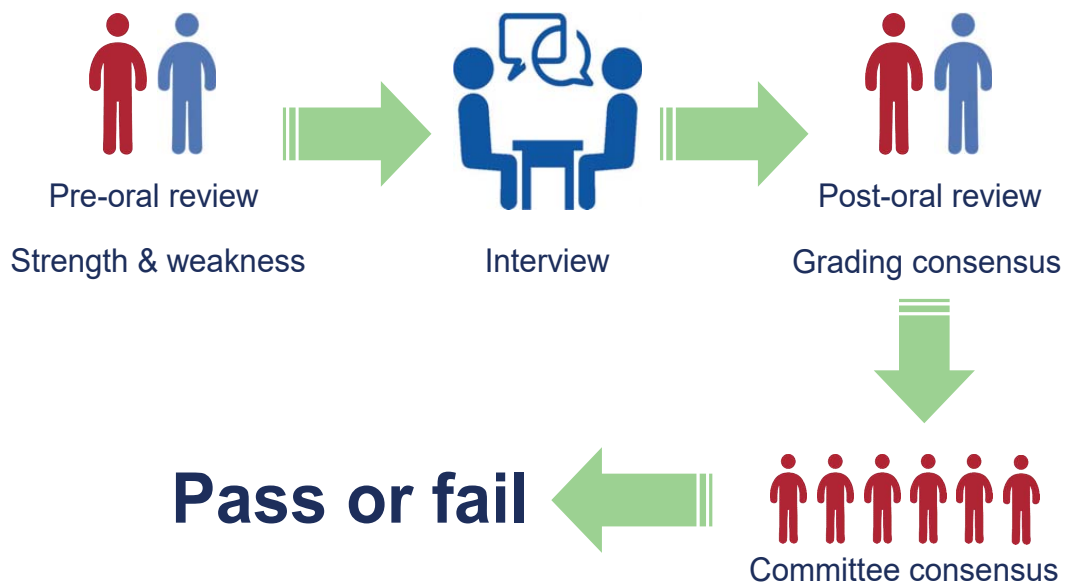 Pre-oral review
Strength & weakness
Interview
Post-oral review
Grading consensus
Committee consensus
Pass or fail